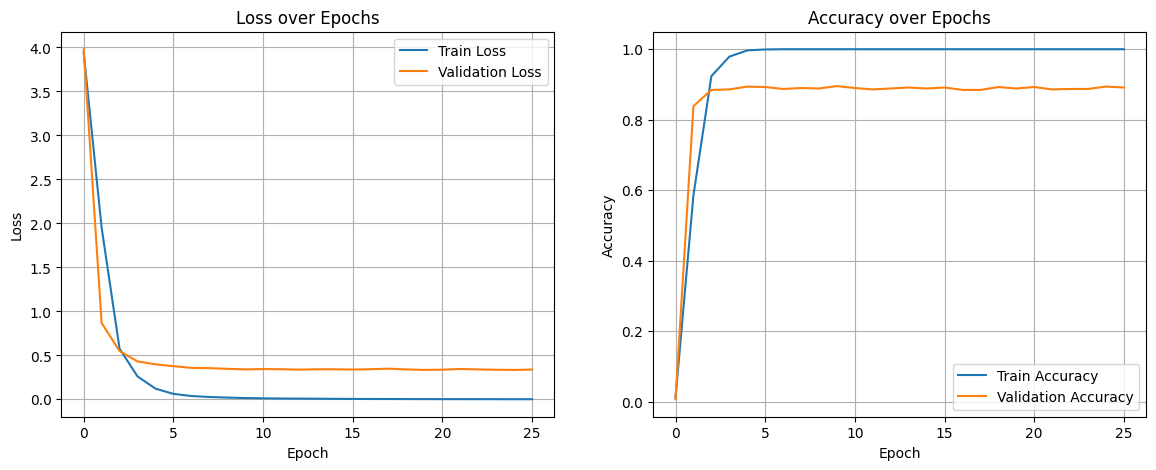 Loss over Epochs
4.0
3.5
3.0
2.5
2.0
1.5
1.0
0.5
0.0
Loss
0 5 10 15 20 25
Epoch
Train Loss
Validation Loss
Accuracy over Epochs
1.0
0.8
0.6
0.4
0.2
0.0
Accuracy
0 5 10 15 20 25
Epoch
Train Accuracy
Validation Accuracy